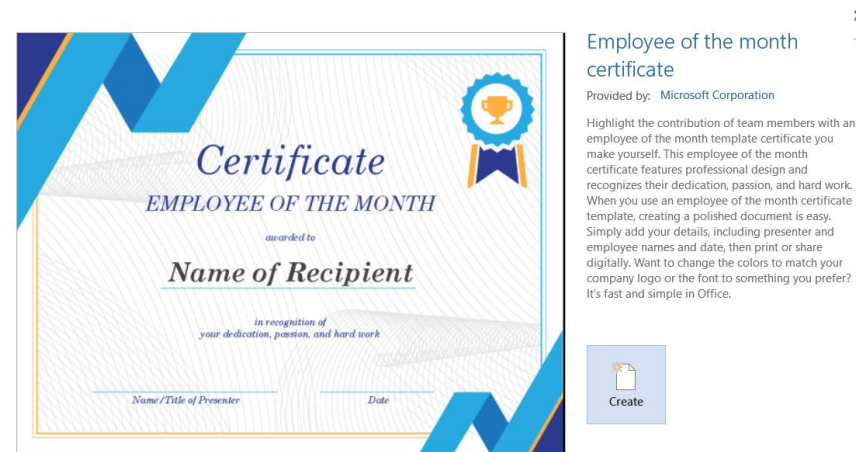 Certificate
EMPLOYEE OF THE MONTH
awarded to
Name of Recipient
in recognition of
your dedication, passion, and hard work
Name/Title of Presenter
Date
Employee of the month
certificate
Provided by: Microsoft Corporation
Highlight the contribution of team members with an
employee of the month template certificate you
make yourself. This employee of the month
certificate features professional design and
recognizes their dedication, passion, and hard work.
When you use an employee of the month certificate
template, creating a polished document is easy.
Simply add your details, including presenter and
employee names and date, then print or share
digitally. Want to change the colors to match your
company logo or the font to something you prefer?
It's fast and simple in Office.
Create